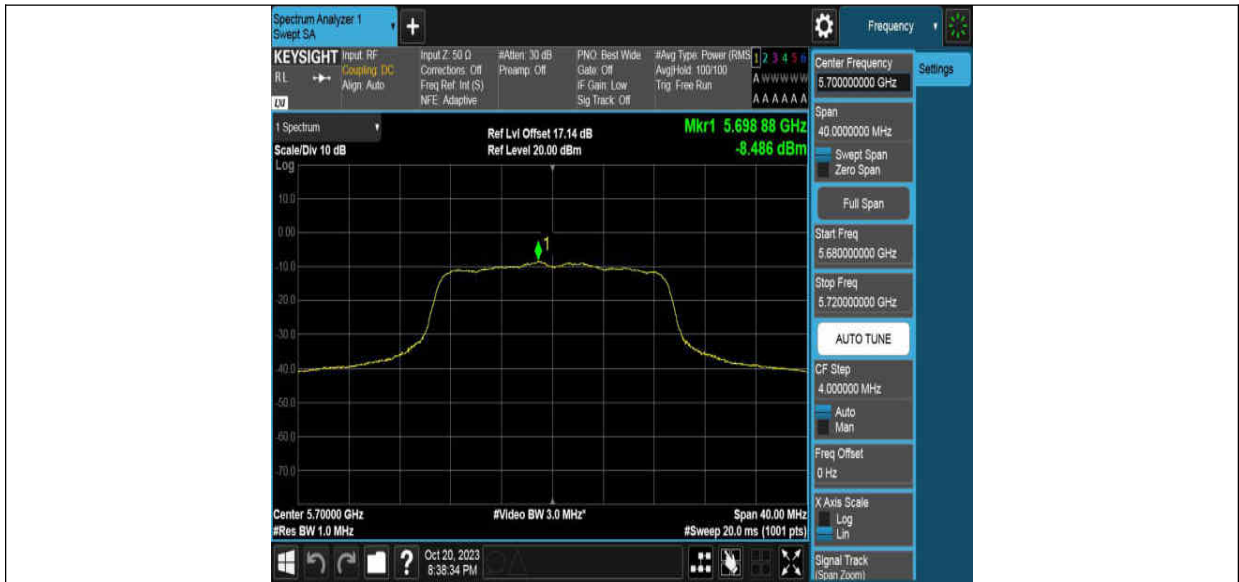 Spectrum Analyzer 1
Swept SA
+
Frequency
KEYSIGHT
RL
LXI
Input: RF
Coupling: DC
Align: Auto
Input Z: 50 Ω
Corrections: Off
Freq Ref: Int (S)
NFE: Adaptive
#Atten: 30 dB
Preamp: Off
PNO: Best Wide
Gate: Off
IF Gain: Low
Sig Track: Off
#Avg Type: Power (RMS
Avg|Hold: 100/100
Trig: Free Run
1 2 3 4 5 6
A W W W W W
A A A A A A
1 Spectrum
Scale/Div 10 dB
Log
Ref Lvl Offset 17.14 dB
Ref Level 20.00 dBm
Mkr1 5.698 88 GHz
-8.486 dBm
10.0
0.00
-10.0
-20.0
-30.0
-40.0
-50.0
-60.0
-70.0
1
Center 5.70000 GHz
#Res BW 1.0 MHz
#Video BW 3.0 MHz*
Span 40.00 MHz
#Sweep 20.0 ms (1001 pts)
?
Oct 20, 2023
8:38:34 PM
Center Frequency
5.700000000 GHz
Settings
Span
40.0000000 MHz
Swept Span
Zero Span
Full Span
Start Freq
5.680000000 GHz
Stop Freq
5.720000000 GHz
AUTO TUNE
CF Step
4.000000 MHz
Auto
Man
Freq Offset
0 Hz
X Axis Scale
Log
Lin
Signal Track
(Span Zoom)